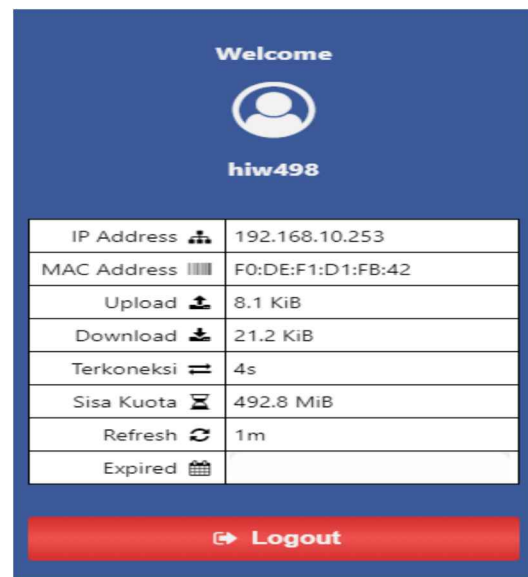 Welcome
hiw498
IP Address 192.168.10.253
MAC Address F0:DE:F1:D1:FB:42
Upload 8.1 KiB
Download 21.2 KiB
Terkoneksi 4s
Sisa Kuota 492.8 MiB
Refresh 1m
Expired
Logout